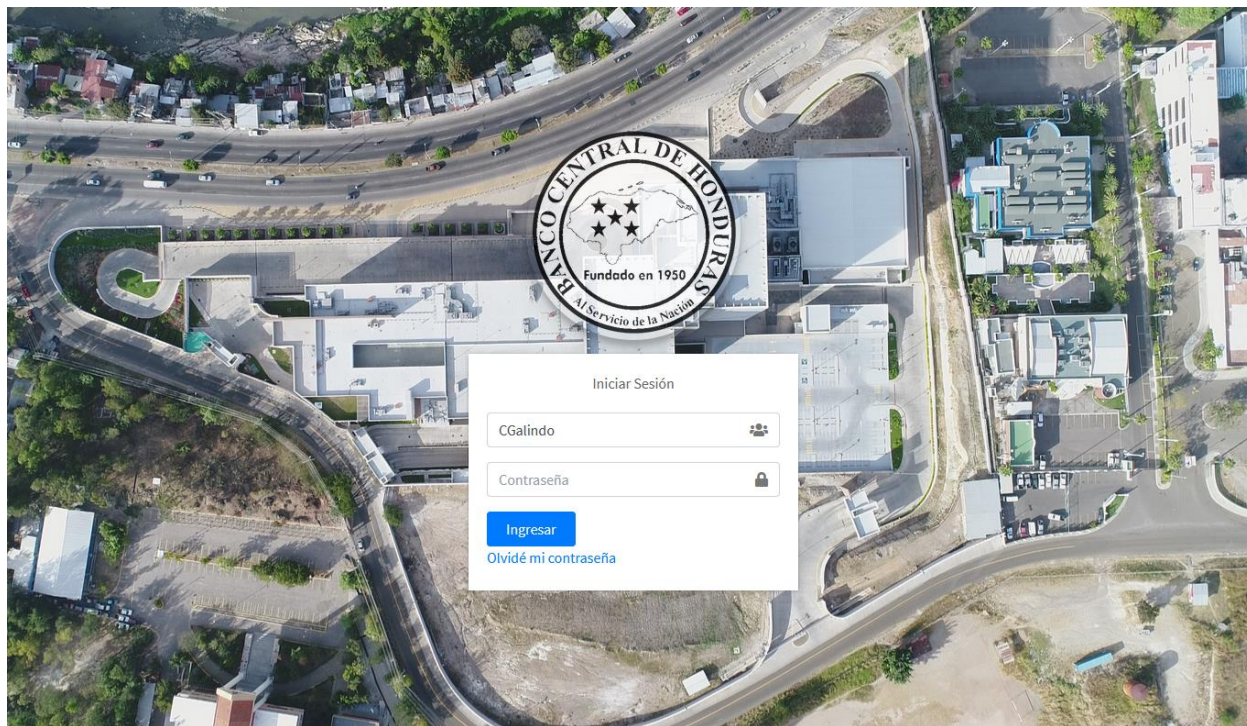 BANCO CENTRAL DE HONDURAS
Fundado en 1950
Al Servicio de la Nación
Iniciar Sesión
CGalindo
Contraseña
Ingresar
Olvidé mi contraseña